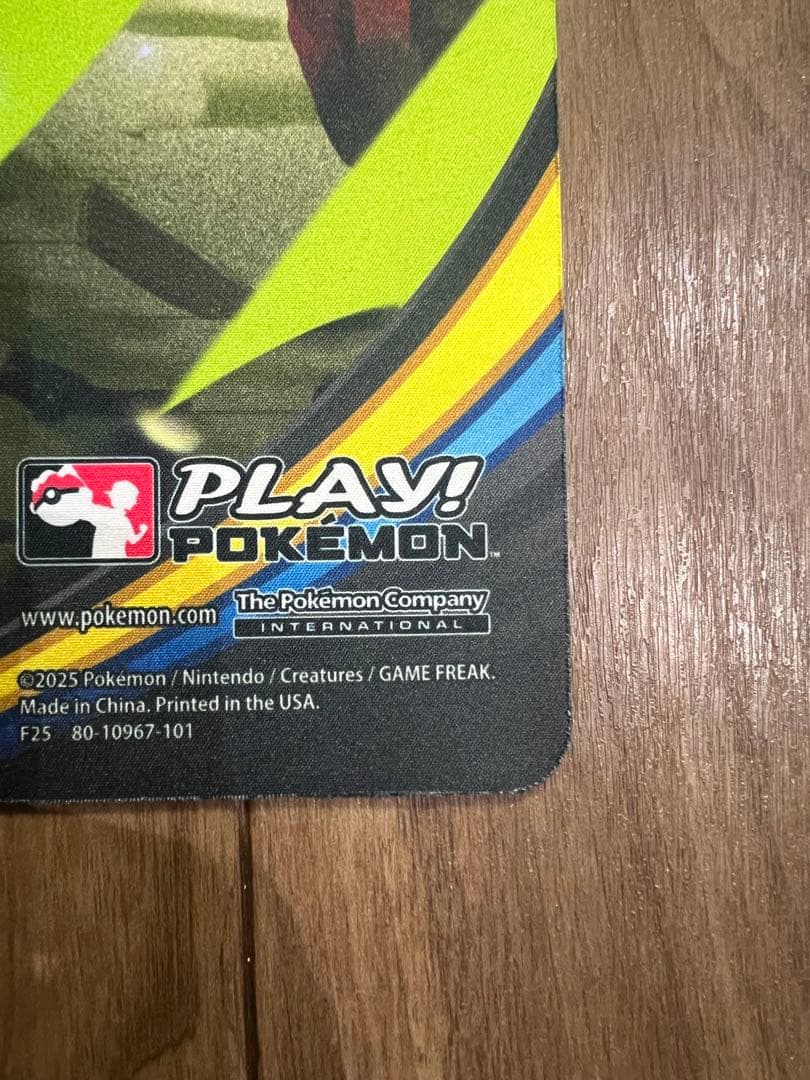 PLAY!
POKÉMON™
www.pokemon.com
The Pokémon Company
INTERNATIONAL
©2025 Pokémon / Nintendo / Creatures / GAME FREAK.
Made in China. Printed in the USA.
F25 80-10967-101